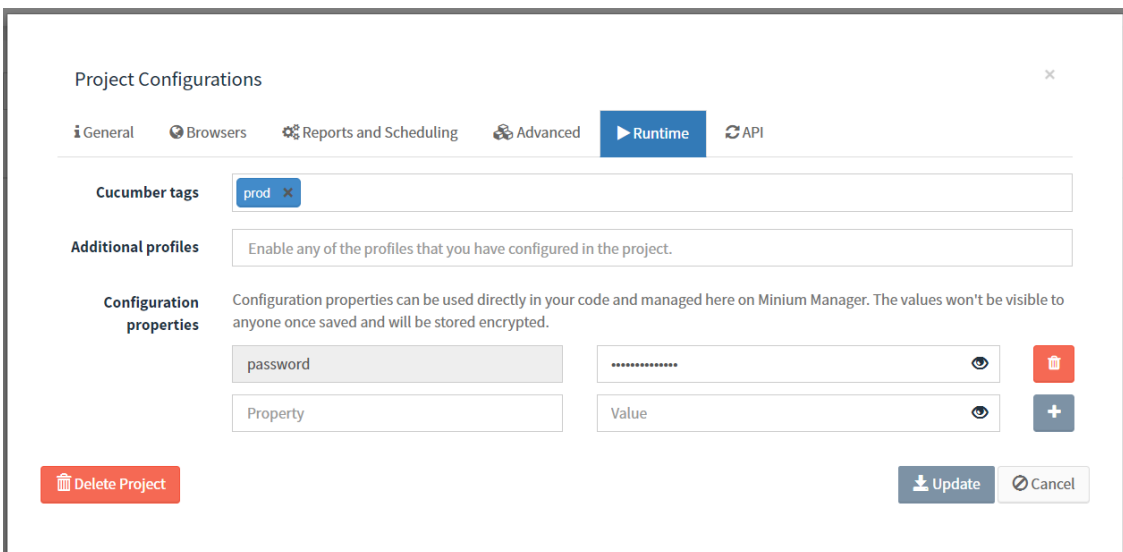 Project Configurations ×
General Browsers Reports and Scheduling Advanced Runtime API
Cucumber tags prod ×
Additional profiles Enable any of the profiles that you have configured in the project.
Configuration properties
Configuration properties can be used directly in your code and managed here on Minium Manager. The values won't be visible to
anyone once saved and will be stored encrypted.
password ••••••••••••••
Property Value
Delete Project Update Cancel